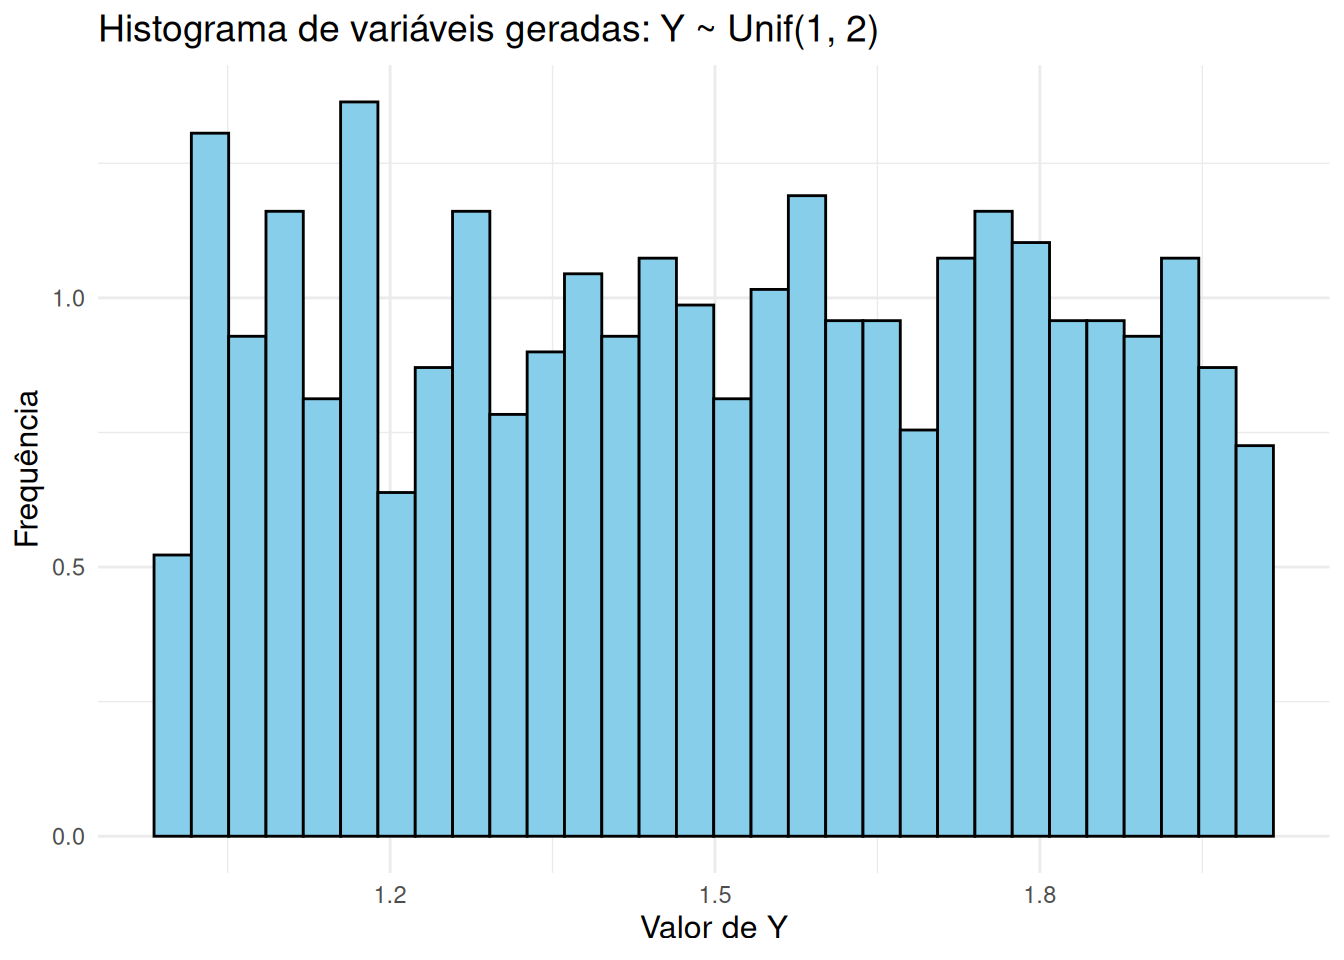 Histograma de variáveis geradas: Y ~ Unif(1, 2)
Frequência
1.0
0.5
0.0
1.2 1.5 1.8
Valor de Y